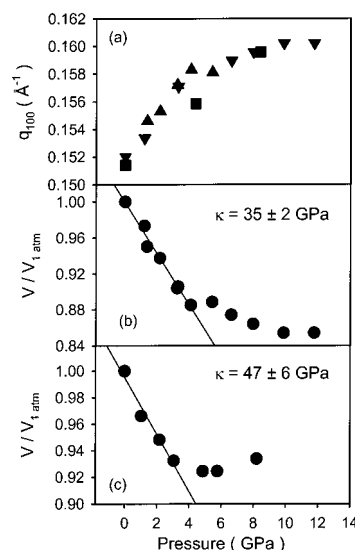 (a)
0.162
0.160
0.158
0.156
0.154
0.152
0.150
q100 ( Å-1 )
(b)
κ = 35 ± 2 GPa
1.00
0.96
0.92
0.88
0.84
V / V1 atm
(c)
κ = 47 ± 6 GPa
1.00
0.98
0.96
0.94
0.92
0.90
V / V1 atm
0 2 4 6 8 10 12 14
Pressure ( GPa )